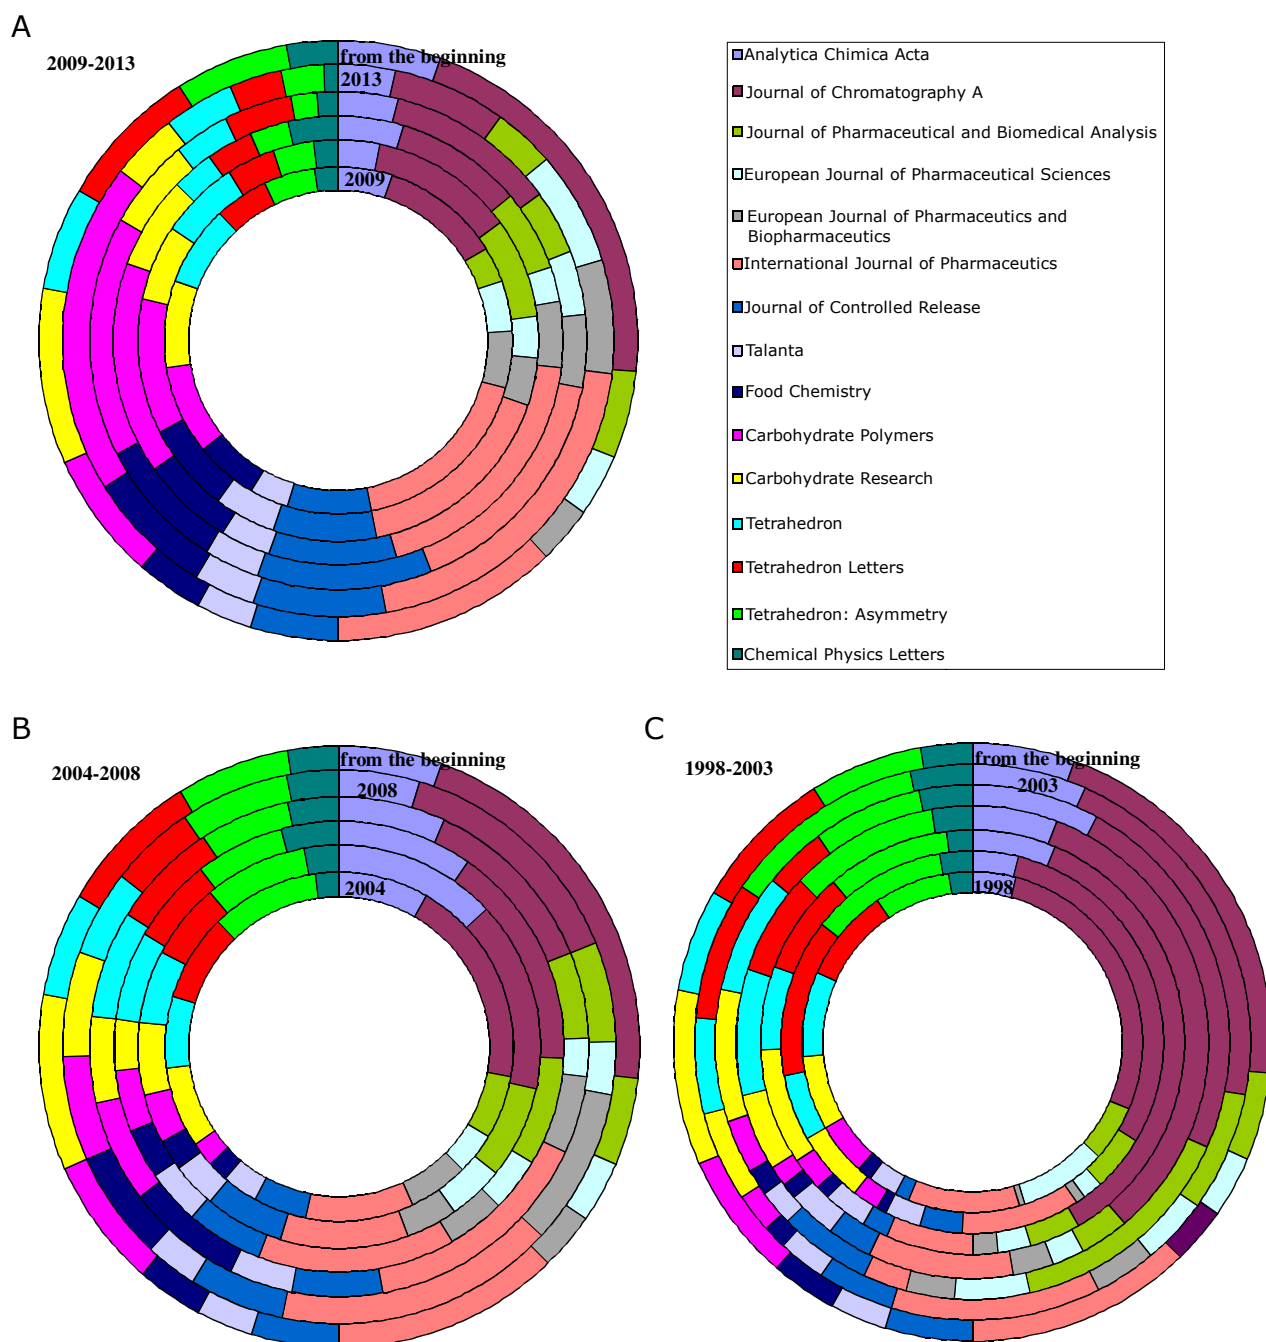 A
2009-2013
from the beginning
2013
2009
Analytica Chimica Acta
Journal of Chromatography A
Journal of Pharmaceutical and Biomedical Analysis
European Journal of Pharmaceutical Sciences
European Journal of Pharmaceutics and
Biopharmaceutics
International Journal of Pharmaceutics
Journal of Controlled Release
Talanta
Food Chemistry
Carbohydrate Polymers
Carbohydrate Research
Tetrahedron
Tetrahedron Letters
Tetrahedron: Asymmetry
Chemical Physics Letters
B
2004-2008
from the beginning
2008
2004
C
1998-2003
from the beginning
2003
1998